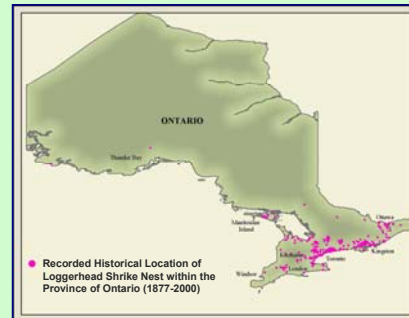 ONTARIO
Thunder Bay
Manitoulin
Island
Ottawa
Kingston
Toronto
London
Windsor
Recorded Historical Location of
Loggerhead Shrike Nest within the
Province of Ontario (1877-2000)